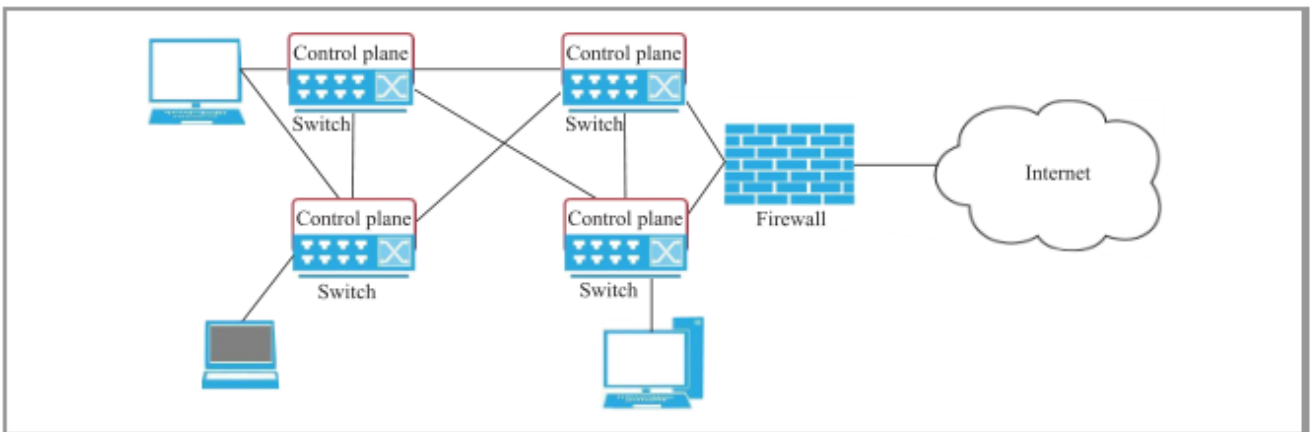 Control plane
Control plane
Switch
Switch
Internet
Firewall
Control plane
Control plane
Switch
Switch